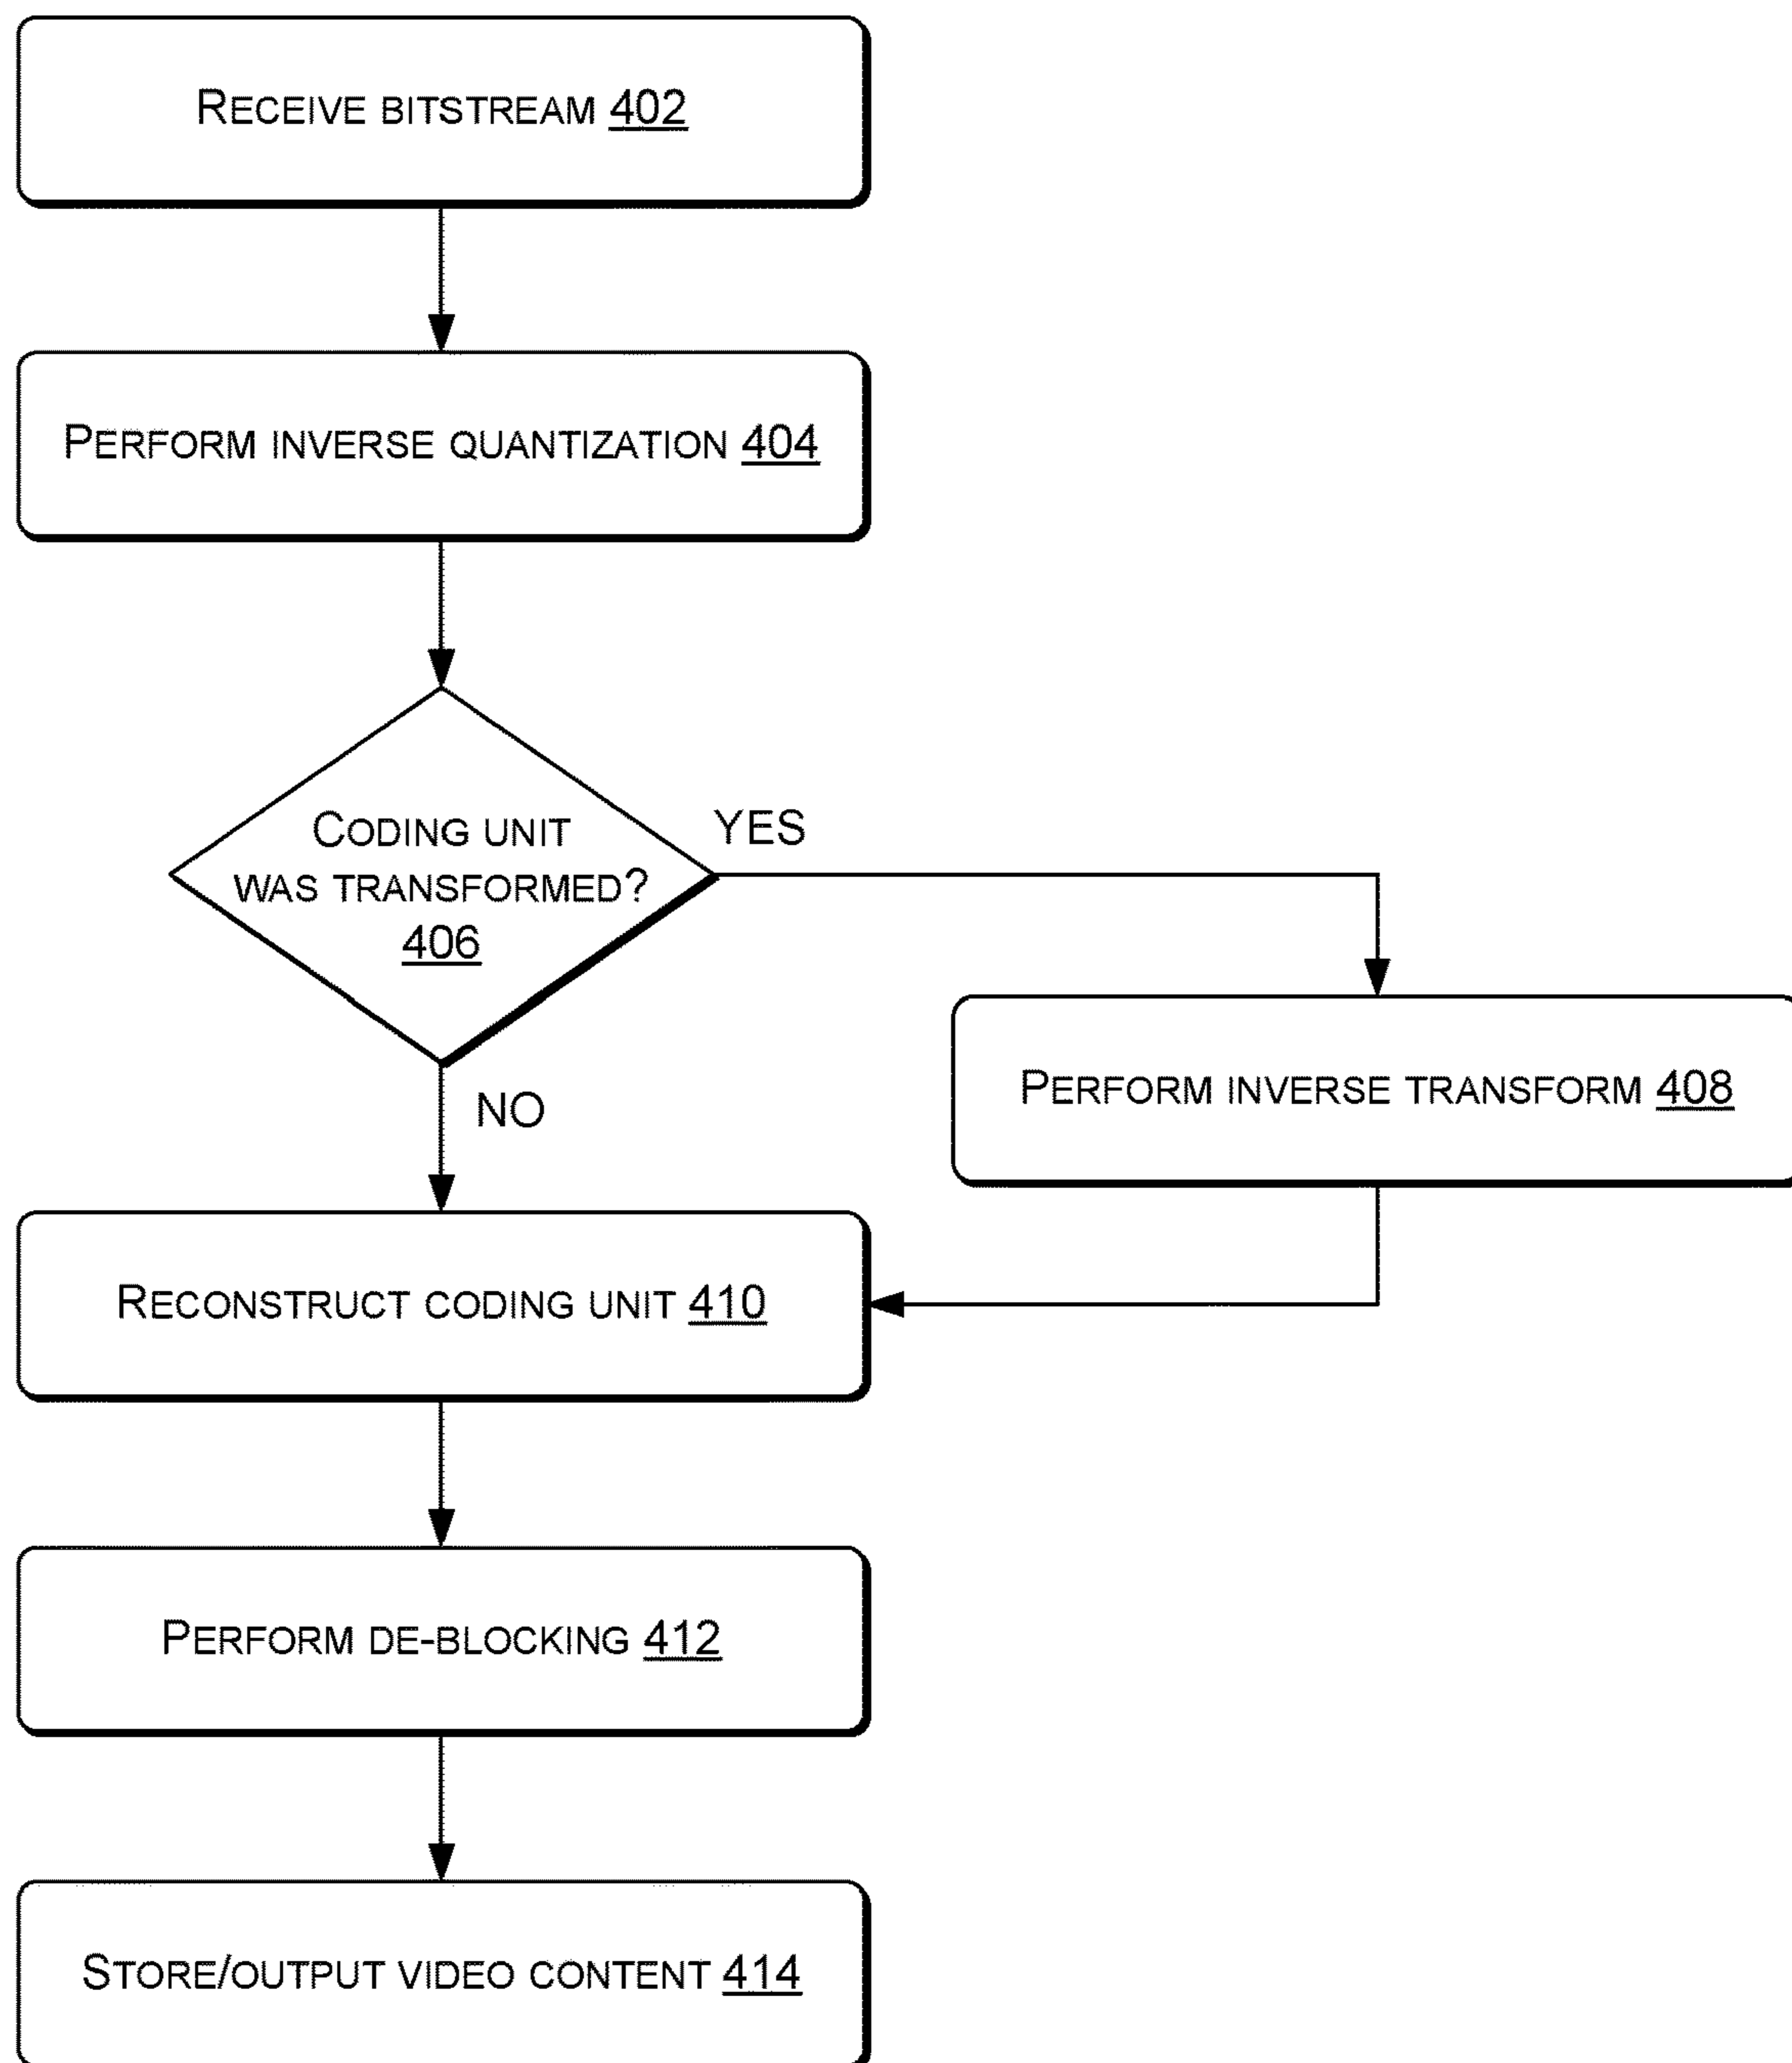 RECEIVE BITSTREAM 402
PERFORM INVERSE QUANTIZATION 404
CODING UNIT
WAS TRANSFORMED?
406
YES
NO
PERFORM INVERSE TRANSFORM 408
RECONSTRUCT CODING UNIT 410
PERFORM DE-BLOCKING 412
STORE/OUTPUT VIDEO CONTENT 414